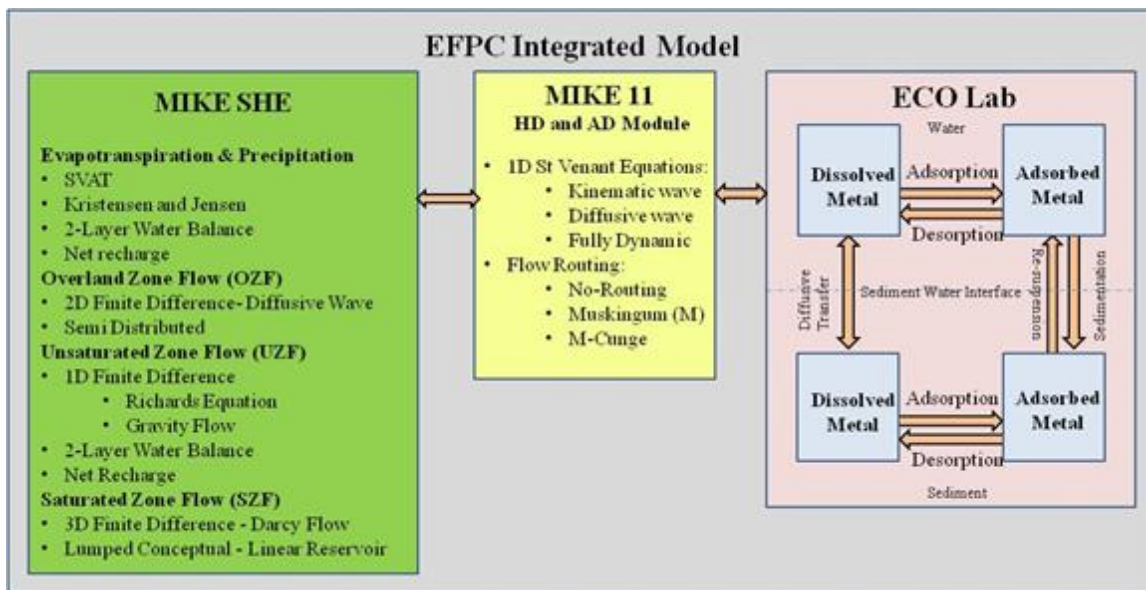 EFPC Integrated Model
MIKE SHE
Evapotranspiration & Precipitation
• SVAT
• Kristensen and Jensen
• 2-Layer Water Balance
• Net recharge
Overland Zone Flow (OZF)
• 2D Finite Difference- Diffusive Wave
• Semi Distributed
Unsaturated Zone Flow (UZF)
• 1D Finite Difference
• Richards Equation
• Gravity Flow
• 2-Layer Water Balance
• Net Recharge
Saturated Zone Flow (SZF)
• 3D Finite Difference - Darcy Flow
• Lumped Conceptual - Linear Reservoir
MIKE 11
HD and AD Module
• 1D St Venant Equations:
• Kinematic wave
• Diffusive wave
• Fully Dynamic
• Flow Routing:
• No-Routing
• Muskingum (M)
• M-Cunge
ECO Lab
Water
Dissolved
Metal
Adsorption
Desorption
Adsorbed
Metal
Diffusive
Transfer
Sediment Water Interface
Re-suspension
Sedimentation
Dissolved
Metal
Adsorption
Desorption
Adsorbed
Metal
Sediment